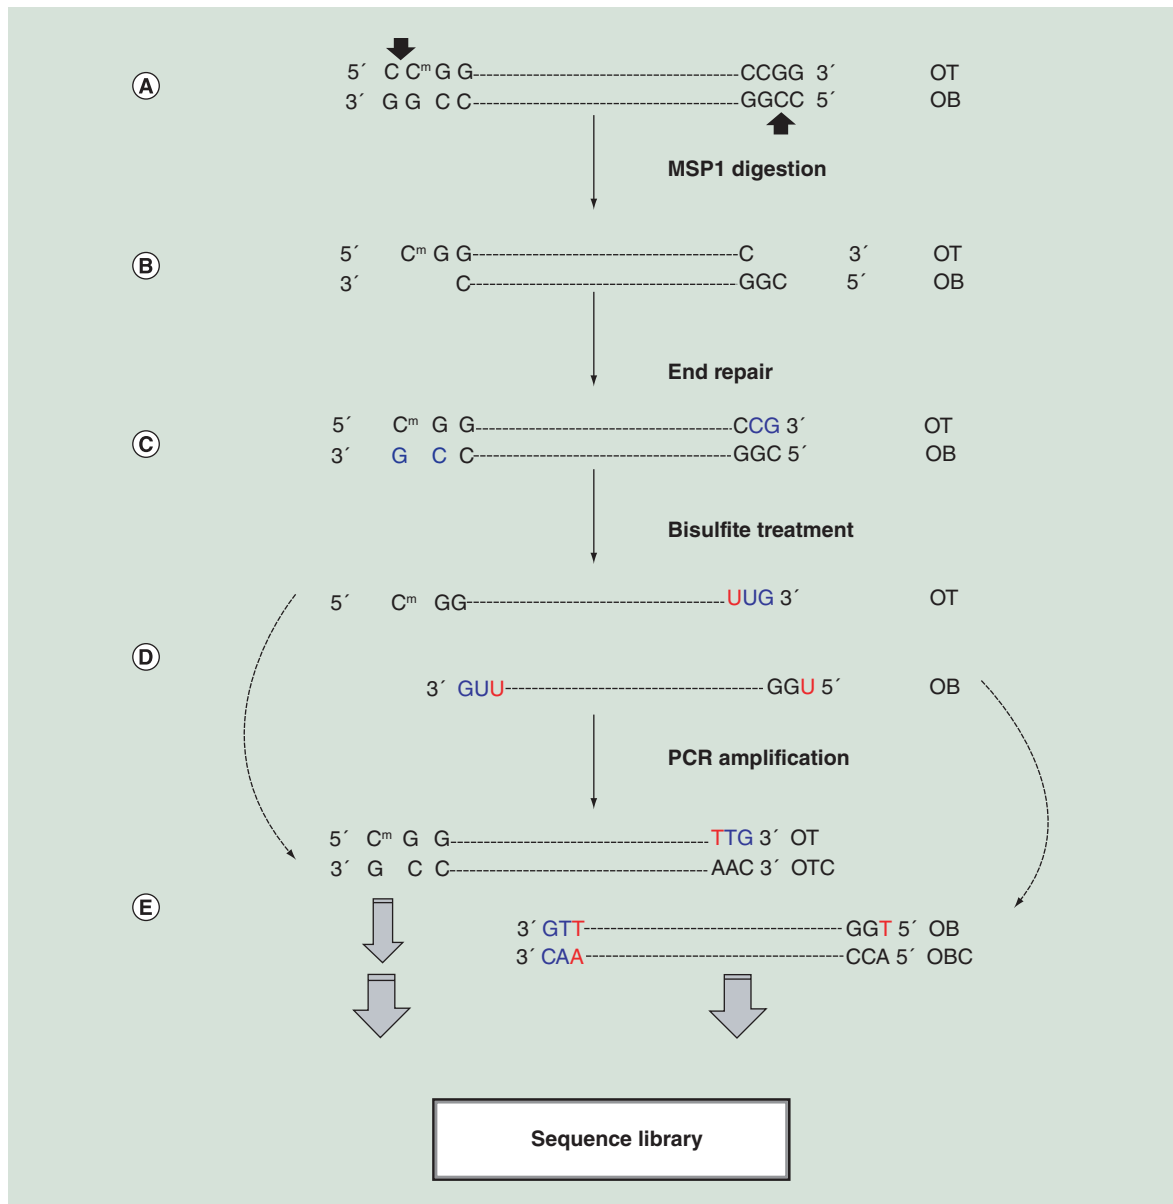 A
5´ C Cᵐ G G CCGG 3´ OT
3´ G G C C GGCC 5´ OB
MSP1 digestion
B
5´ Cᵐ G G C 3´ OT
3´ C GGC 5´ OB
End repair
C
5´ Cᵐ G G CCG 3´ OT
3´ G C C GGC 5´ OB
Bisulfite treatment
5´ Cᵐ GG UUG 3´ OT
D
3´ GUU GGU 5´ OB
PCR amplification
5´ Cᵐ G G TTG 3´ OT
3´ G C C AAC 3´ OTC
E
3´ GTT GGT 5´ OB
3´ CAA CCA 5´ OBC
Sequence library